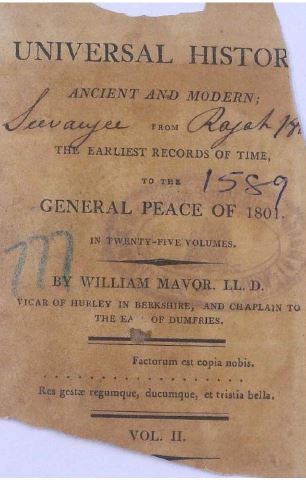 UNIVERSAL HISTOR
ANCIENT AND MODERN;
FROM
THE EARLIEST RECORDS OF TIME,
TO THE
1589
GENERAL PEACE OF 1801.
IN TWENTY-FIVE VOLUMES.
777
BY WILLIAM MAVOR. LL. D.
VICAR OF HURLEY IN BERKSHIRE, AND CHAPLAIN TO
THE EA OF DUMFRIES.
Factorum est copia nobis.
. . . . . . . . . . . . . . . . . . .
Res gestæ regumque, ducumque, et tristia bella.
VOL. II.